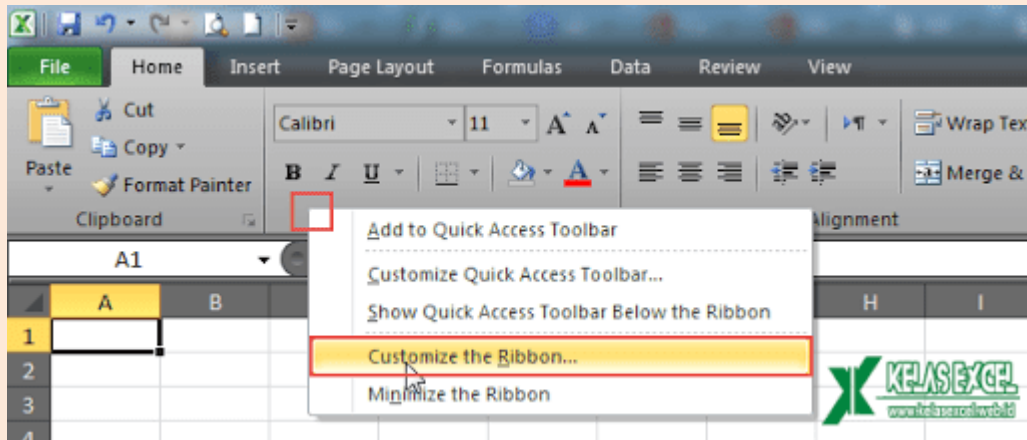 File Home Insert Page Layout Formulas Data Review View
Cut
Calibri 11 A A Wrap Tex
Copy
Paste B I U A Merge &
Format Painter
Clipboard Alignment
Add to Quick Access Toolbar
A1
Customize Quick Access Toolbar...
A B H I
Show Quick Access Toolbar Below the Ribbon
1
Customize the Ribbon...
2
Minimize the Ribbon
3
4
KELAS EXCEL
www.kelasexcel.web.id